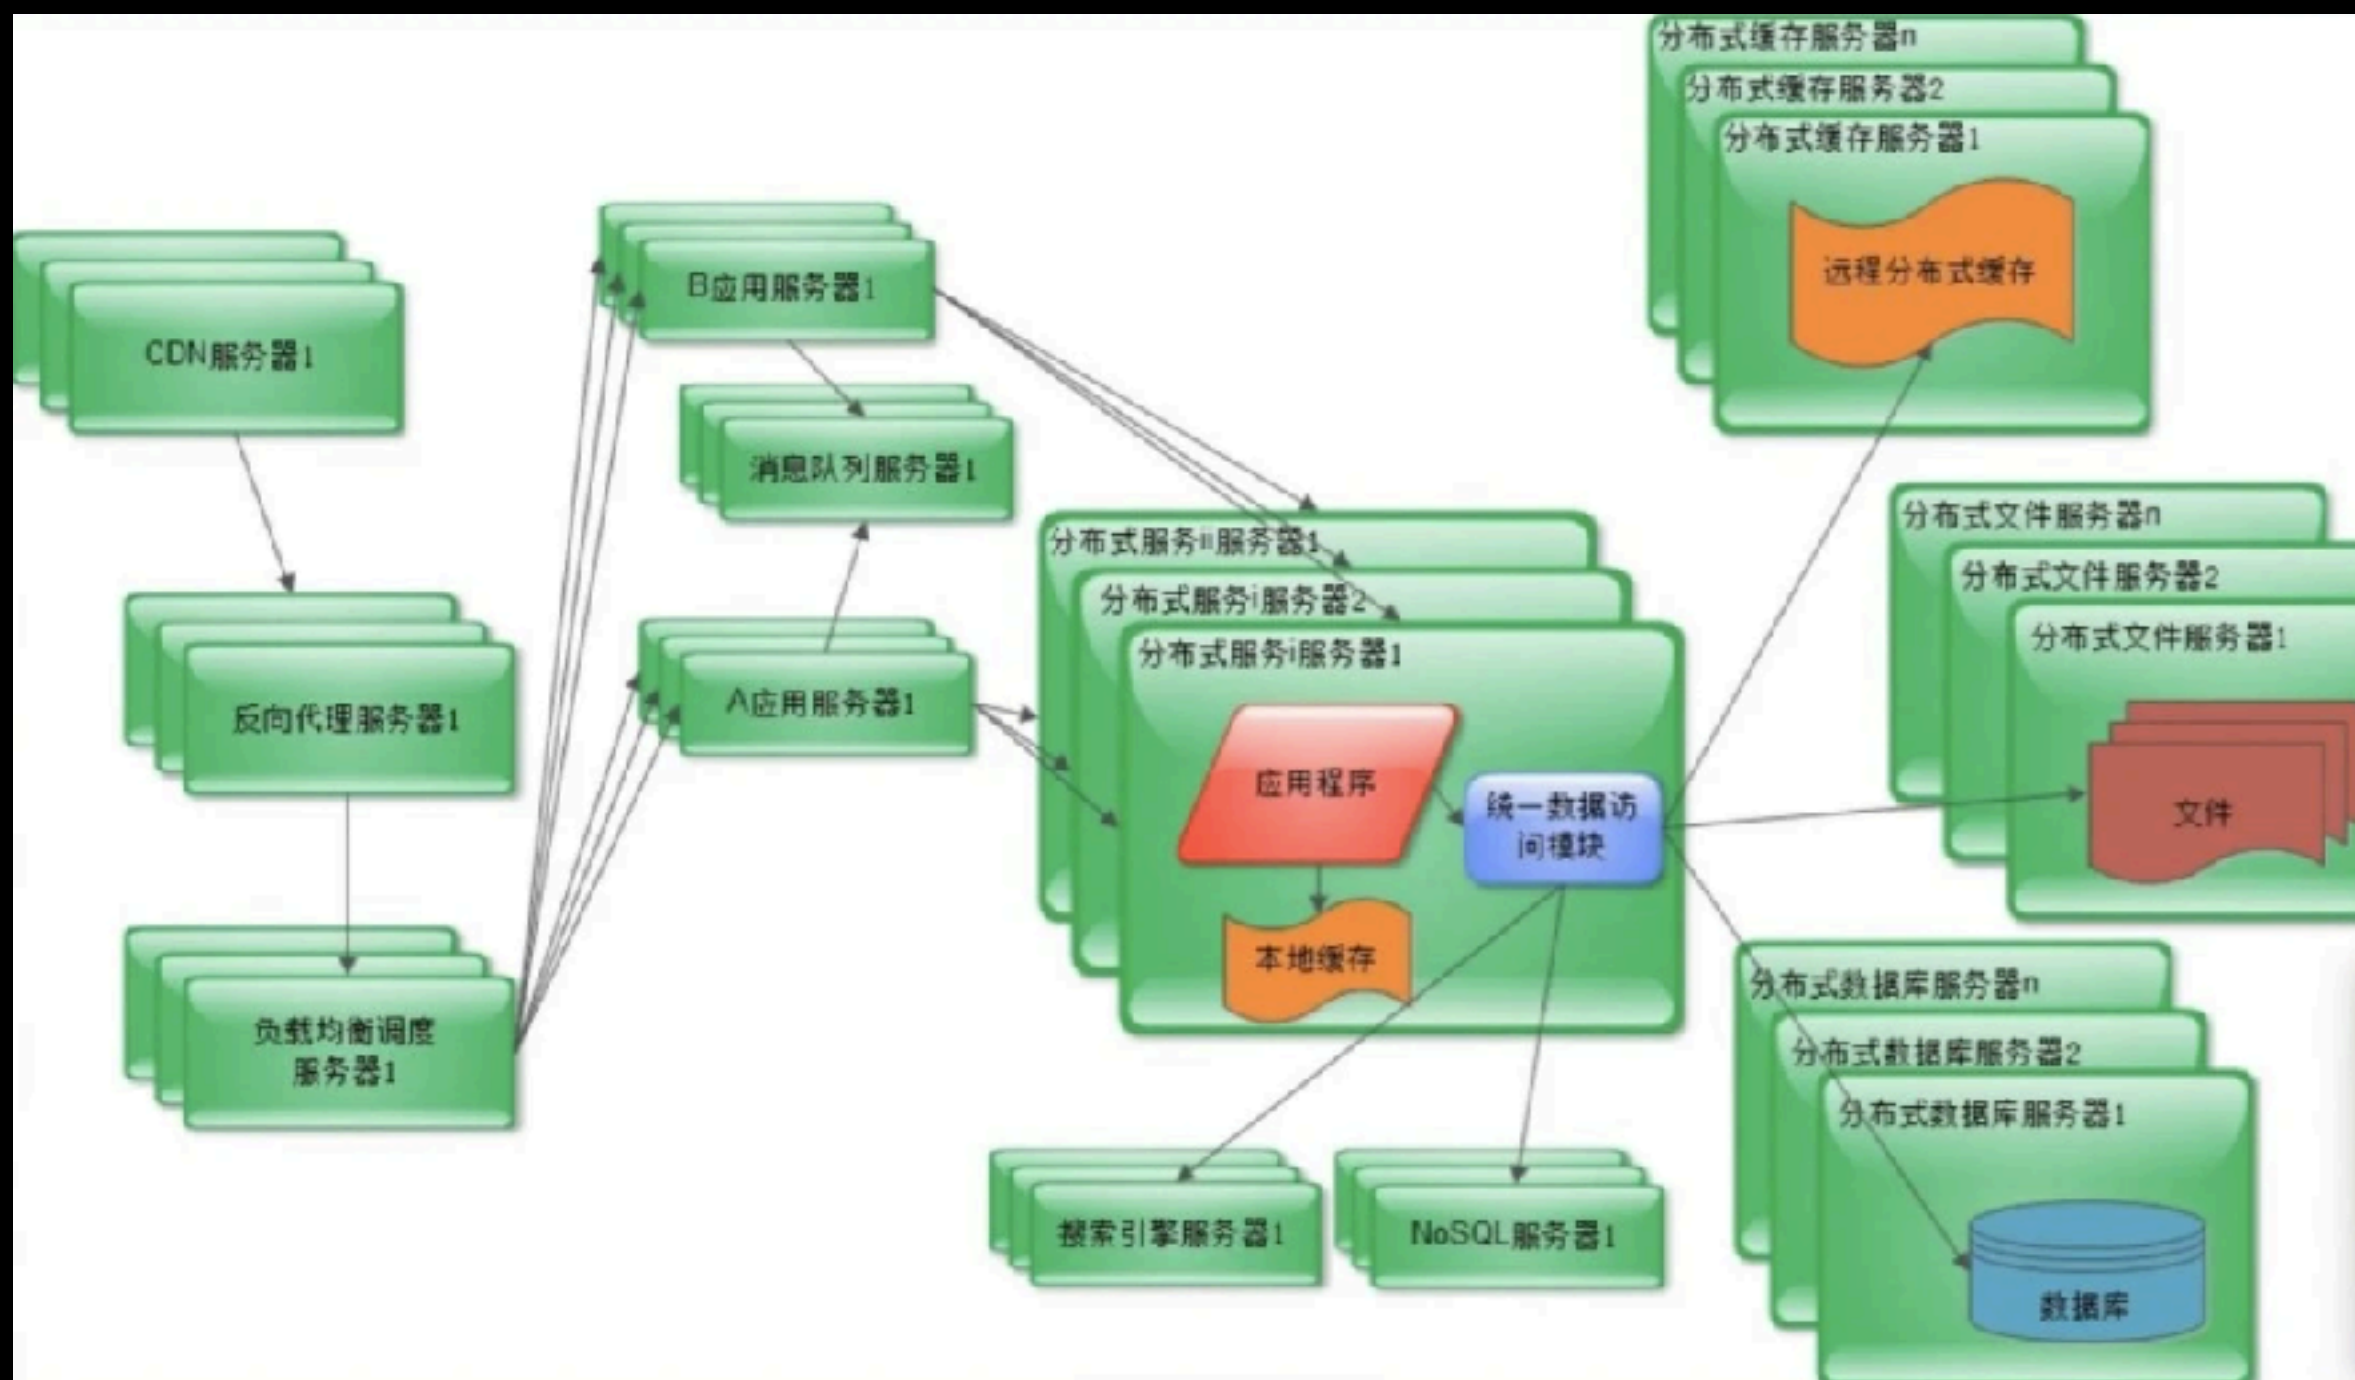 分布式缓存服务器n
分布式缓存服务器2
分布式缓存服务器1
远程分布式缓存
B应用服务器1
CDN服务器1
消息队列服务器1
分布式服务ii服务器1
分布式服务i服务器2
分布式服务i服务器1
分布式文件服务器n
分布式文件服务器2
分布式文件服务器1
反向代理服务器1
A应用服务器1
应用程序
统一数据访
问模块
文件
本地缓存
负载均衡调度
服务器1
分布式数据库服务器n
分布式数据库服务器2
分布式数据库服务器1
搜索引擎服务器1
NoSQL服务器1
数据库